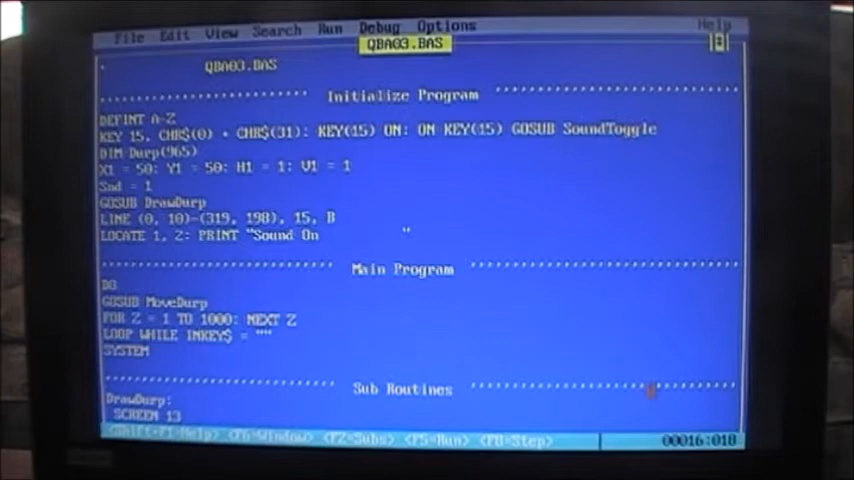 File Edit View Search Run Debug Options Help
QBA03.BAS
' QBA03.BAS
'''''''''''''''''''''''''''''' Initialize Program ''''''''''''''''''''''''''''''
DEFINT A-Z
KEY 15, CHR$(0) + CHR$(31): KEY(15) ON: ON KEY(15) GOSUB SoundToggle
DIM Durp(965)
X1 = 50: Y1 = 50: H1 = 1: V1 = 1
Snd = 1
GOSUB DrawDurp
LINE (0, 10)-(319, 198), 15, B
LOCATE 1, 2: PRINT "Sound On "
'''''''''''''''''''''''''''''' Main Program ''''''''''''''''''''''''''''''
DO
GOSUB MoveDurp
FOR Z = 1 TO 1000: NEXT Z
LOOP WHILE INKEY$ = ""
SYSTEM
'''''''''''''''''''''''''''''' Sub Routines ''''''''''''''''''''''''''''''
DrawDurp:
SCREEN 13
<Shift+F1=Help> <F6=Window> <F2=Subs> <F5=Run> <F8=Step> 00016:018